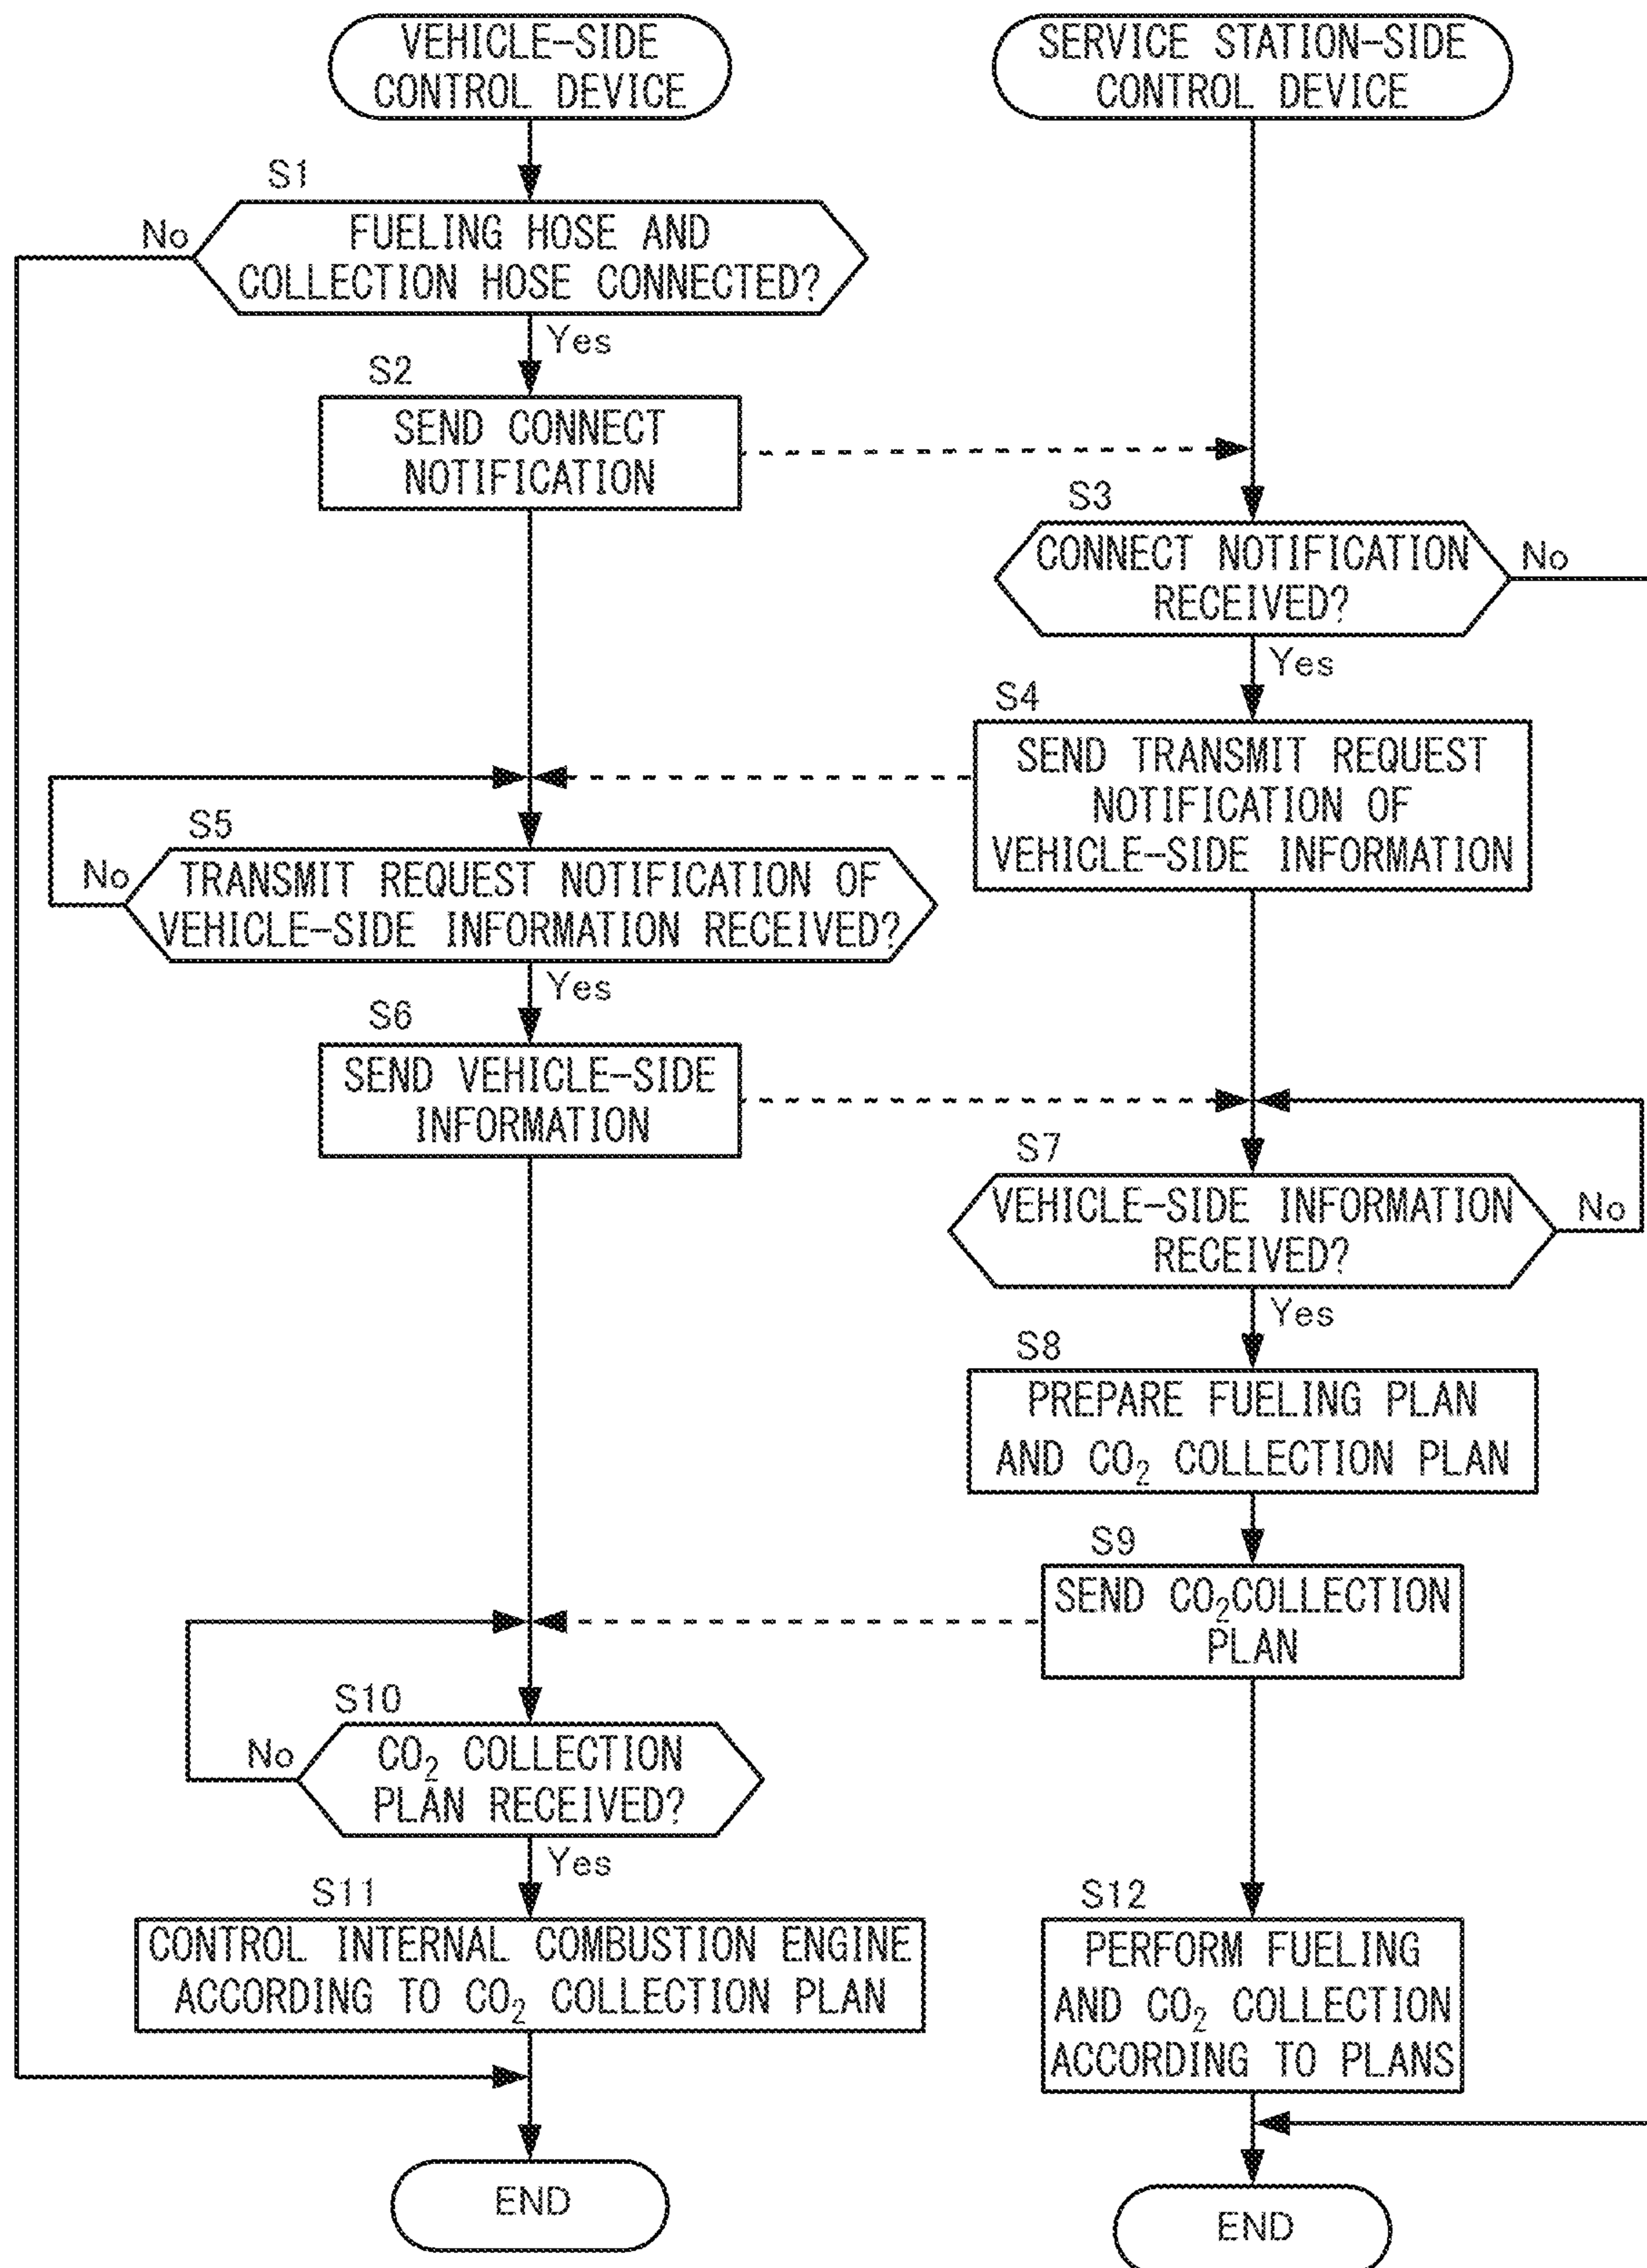 VEHICLE-SIDE
CONTROL DEVICE
SERVICE STATION-SIDE
CONTROL DEVICE
S1
No
FUELING HOSE AND
COLLECTION HOSE CONNECTED?
Yes
S2
SEND CONNECT
NOTIFICATION
S3
CONNECT NOTIFICATION
RECEIVED?
No
Yes
S4
SEND TRANSMIT REQUEST
NOTIFICATION OF
VEHICLE-SIDE INFORMATION
S5
No
TRANSMIT REQUEST NOTIFICATION OF
VEHICLE-SIDE INFORMATION RECEIVED?
Yes
S6
SEND VEHICLE-SIDE
INFORMATION
S7
VEHICLE-SIDE INFORMATION
RECEIVED?
No
Yes
S8
PREPARE FUELING PLAN
AND CO₂ COLLECTION PLAN
S9
SEND CO₂COLLECTION
PLAN
S10
No
CO₂ COLLECTION
PLAN RECEIVED?
Yes
S11
CONTROL INTERNAL COMBUSTION ENGINE
ACCORDING TO CO₂ COLLECTION PLAN
S12
PERFORM FUELING
AND CO₂ COLLECTION
ACCORDING TO PLANS
END
END